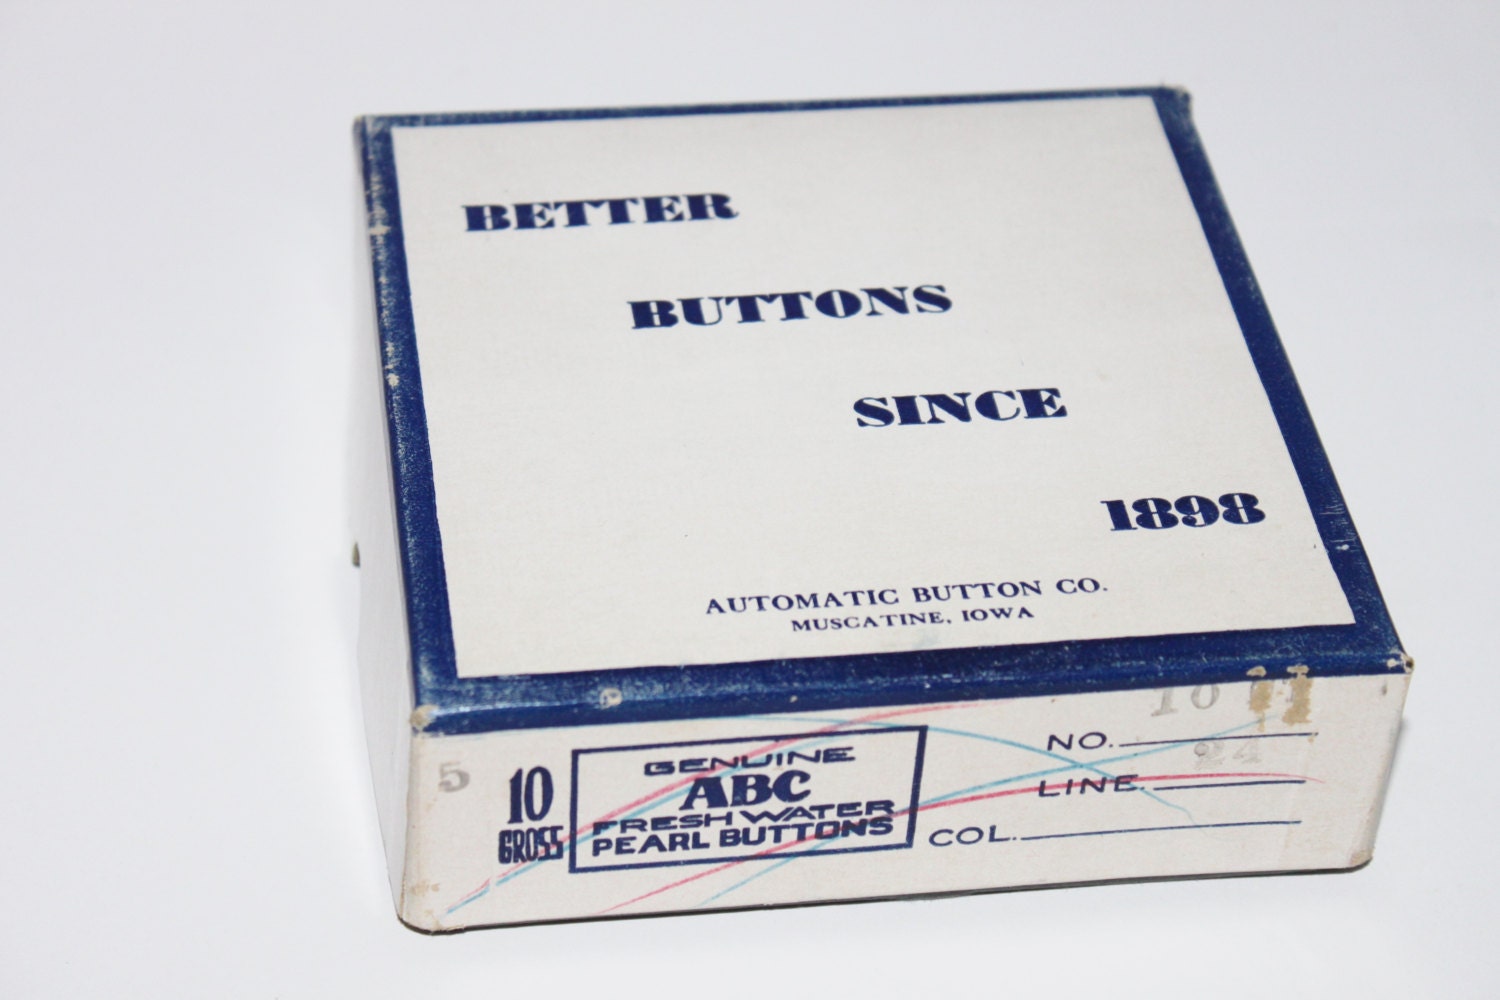 BETTER
BUTTONS
SINCE
1898
AUTOMATIC BUTTON CO.
MUSCATINE, IOWA
5
10
GROSS
GENUINE
ABC
FRESH WATER
PEARL BUTTONS
NO.
10
LINE
24
COL.